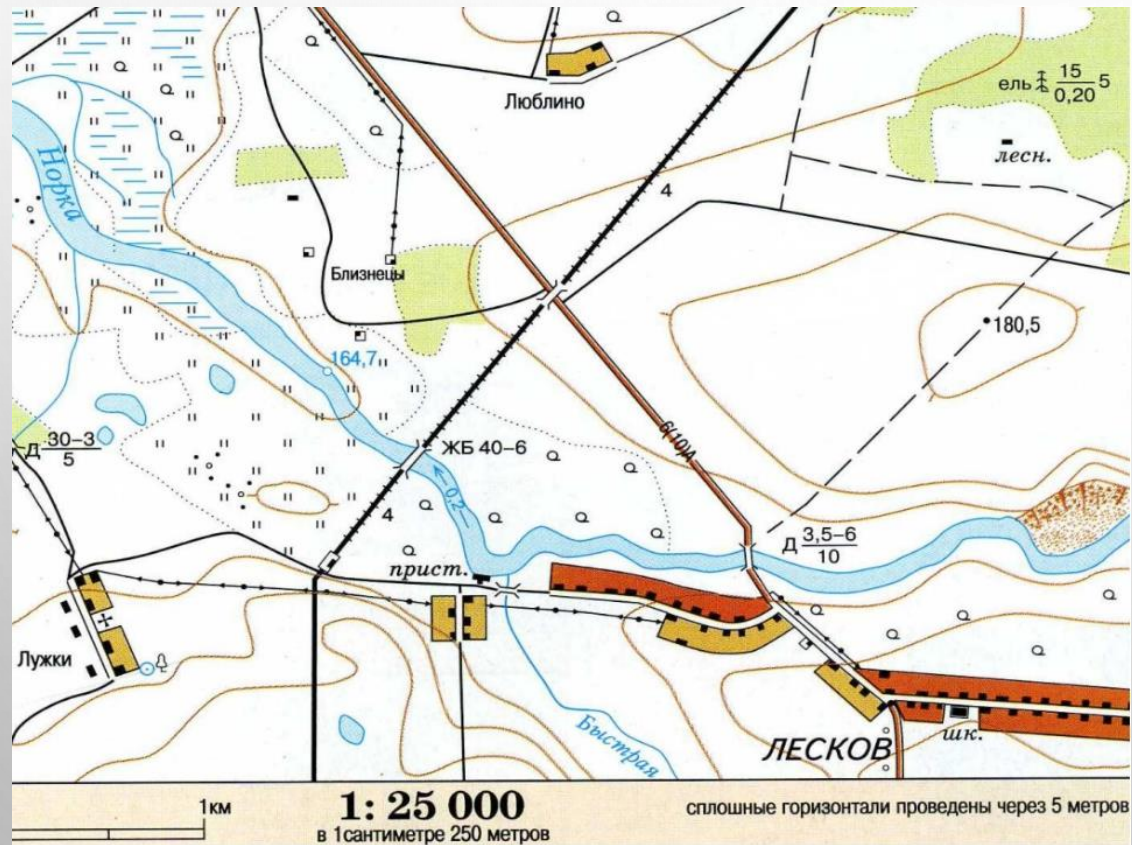 Люблино
ель 15
0,20 5
лесн.
Норка
4
Близнецы
180,5
164,7
6(10)А
Д 30–3
5
ЖБ 40–6
0.2
4
Д 3,5–6
10
прист.
Лужки
Быстрая
ЛЕСКОВ
шк.
1км
1: 25 000
в 1сантиметре 250 метров
сплошные горизонтали проведены через 5 метров